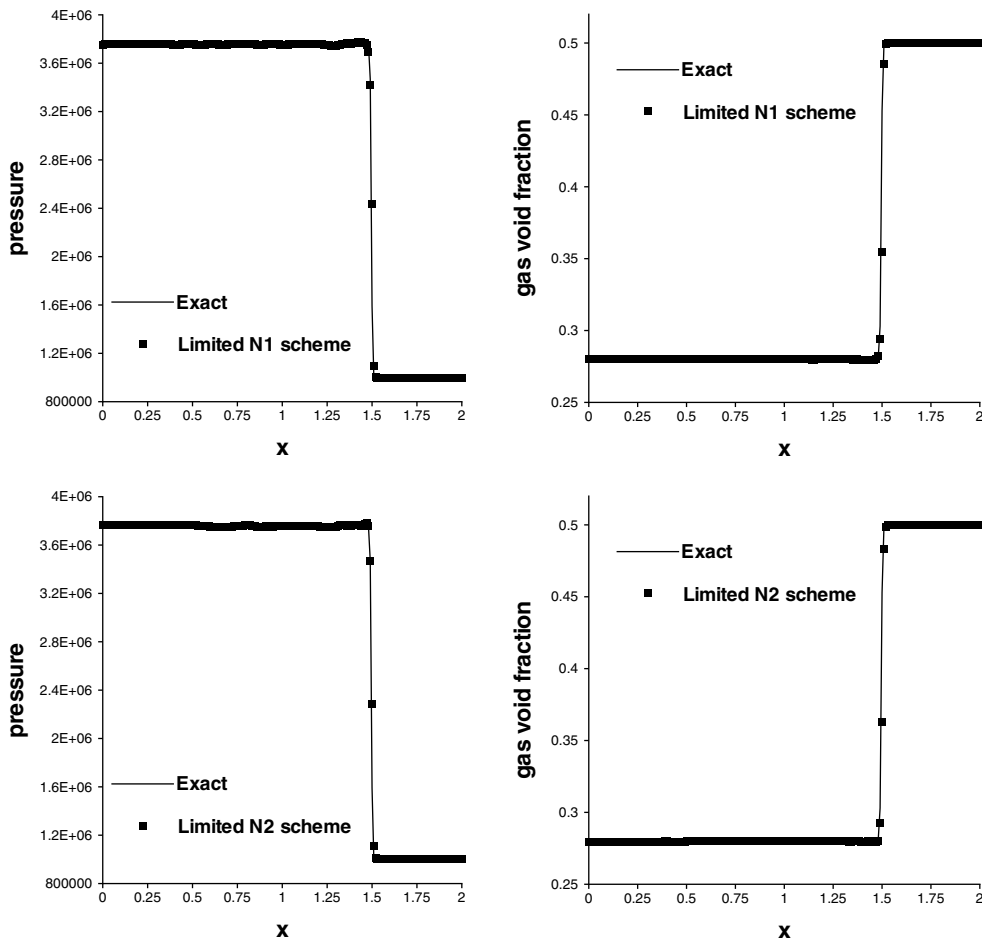 4E+06
3.6E+06
3.2E+06
2.8E+06
2.4E+06
2E+06
1.6E+06
1.2E+06
800000
pressure
Exact
Limited N1 scheme
0 0.25 0.5 0.75 1 1.25 1.5 1.75 2
x
0.5
0.45
0.4
0.35
0.3
0.25
gas void fraction
Exact
Limited N1 scheme
0 0.25 0.5 0.75 1 1.25 1.5 1.75 2
x
4E+06
3.6E+06
3.2E+06
2.8E+06
2.4E+06
2E+06
1.6E+06
1.2E+06
800000
pressure
Exact
Limited N2 scheme
0 0.25 0.5 0.75 1 1.25 1.5 1.75 2
x
0.5
0.45
0.4
0.35
0.3
0.25
gas void fraction
Exact
Limited N2 scheme
0 0.25 0.5 0.75 1 1.25 1.5 1.75 2
x